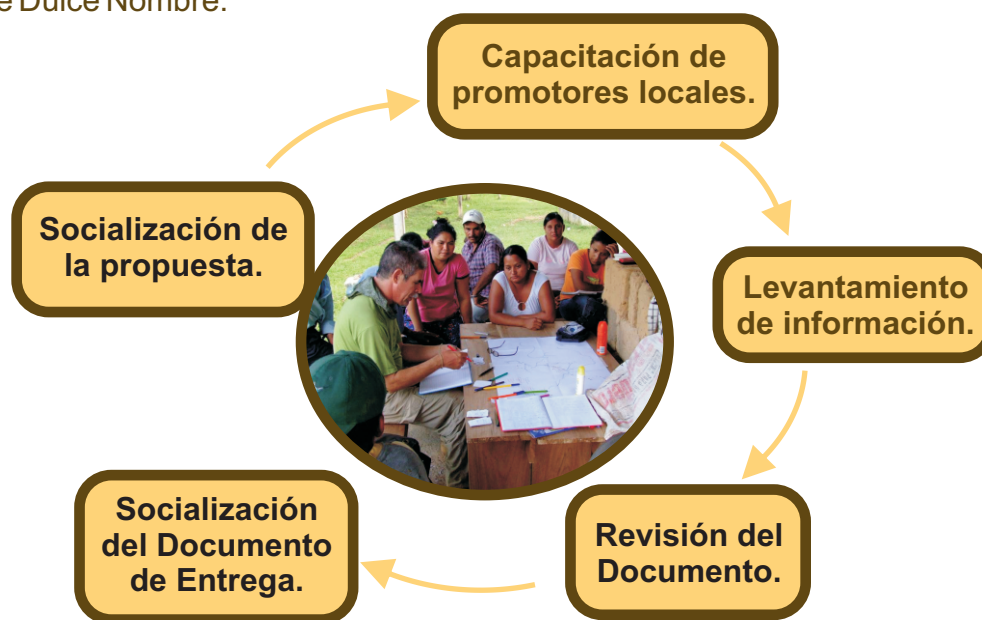 e Dulce Nombre.
Capacitación de
promotores locales.
Socialización de
la propuesta.
Levantamiento
de información.
Socialización
del Documento
de Entrega.
Revisión del
Documento.